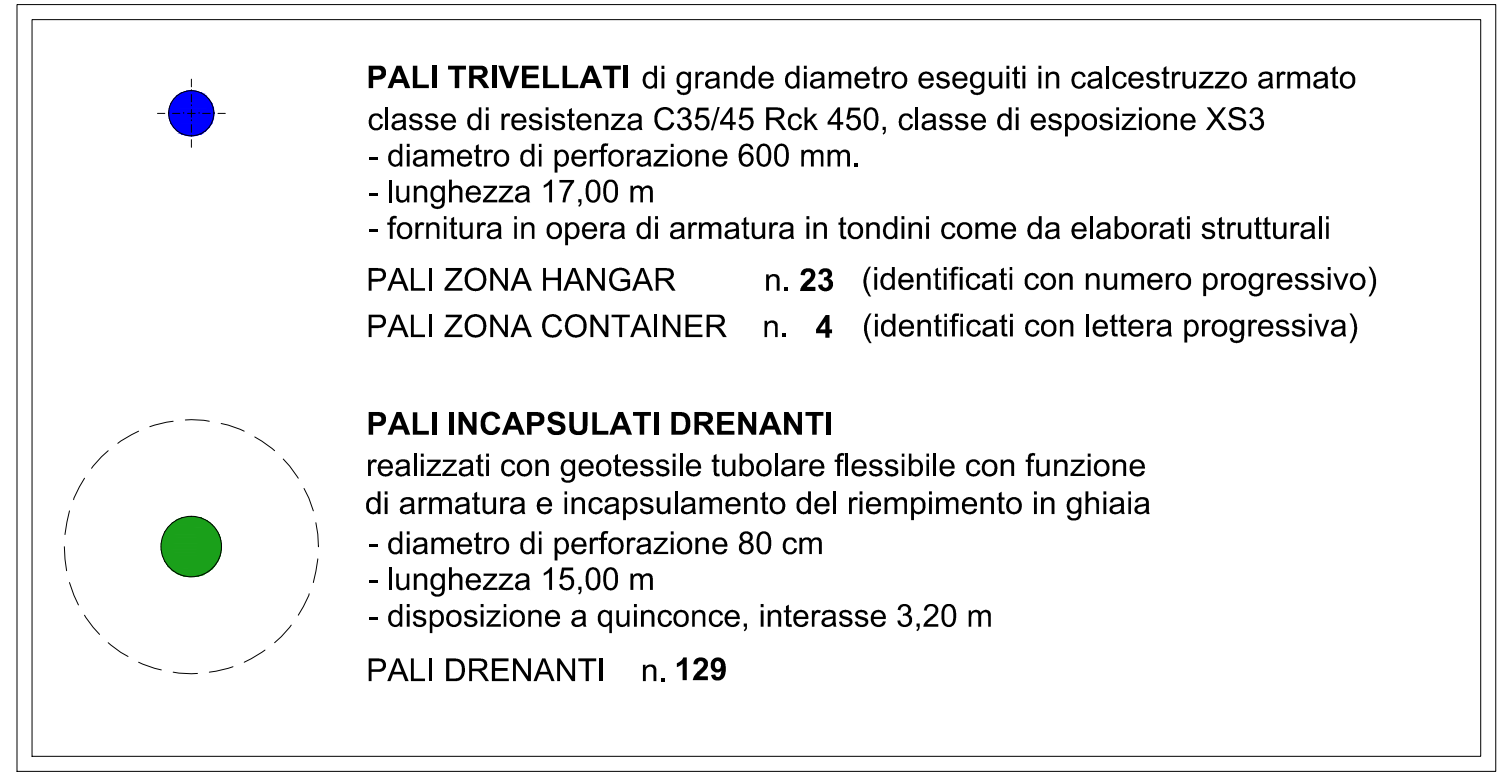 PALI TRIVELLATI di grande diametro eseguiti in calcestruzzo armato
classe di resistenza C35/45 Rck 450, classe di esposizione XS3
- diametro di perforazione 600 mm.
- lunghezza 17,00 m
- fornitura in opera di armatura in tondini come da elaborati strutturali
PALI ZONA HANGAR n. 23 (identificati con numero progressivo)
PALI ZONA CONTAINER n. 4 (identificati con lettera progressiva)
PALI INCAPSULATI DRENANTI
realizzati con geotessile tubolare flessibile con funzione
di armatura e incapsulamento del riempimento in ghiaia
- diametro di perforazione 80 cm
- lunghezza 15,00 m
- disposizione a quinconce, interasse 3,20 m
PALI DRENANTI n. 129